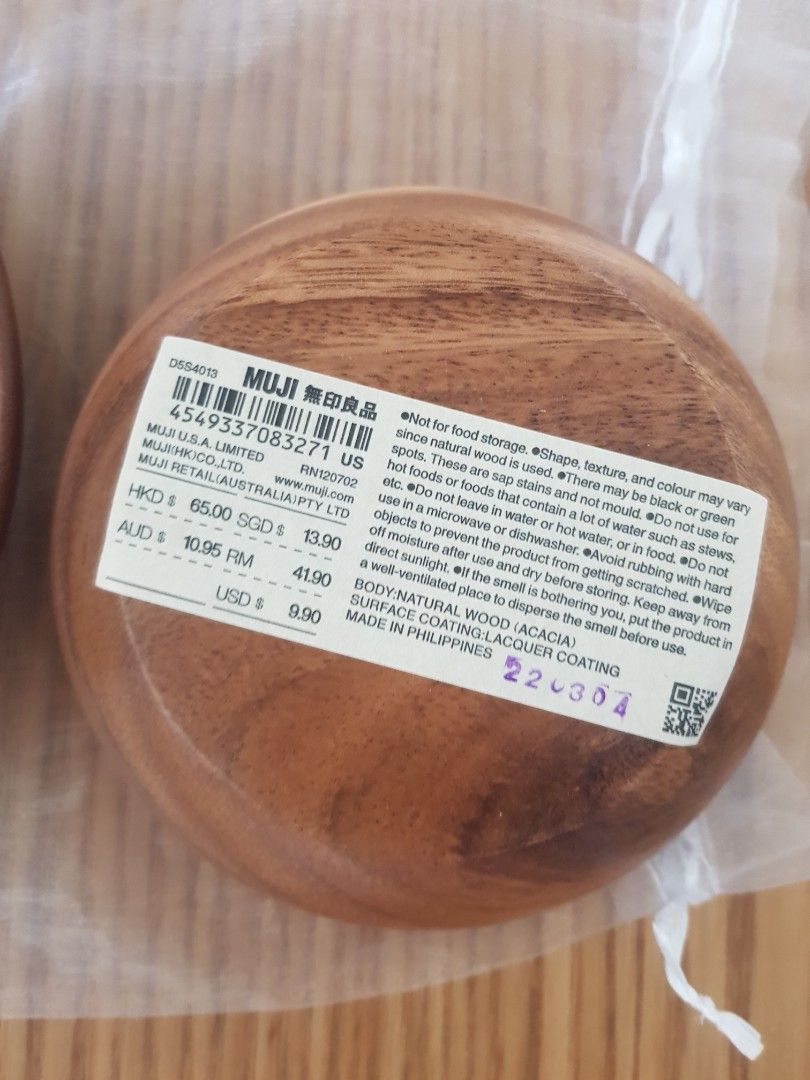 D5S4013
MUJI 無印良品
4549337083271 US
MUJI U.S.A. LIMITED RN120702
MUJI(HK)CO.,LTD. www.muji.com
MUJI RETAIL(AUSTRALIA)PTY LTD
HKD $ 65.00 SGD $ 13.90
AUD $ 10.95 RM 41.90
USD $ 9.90
●Not for food storage. ●Shape, texture, and colour may vary
since natural wood is used. ●There may be black or green
spots. These are sap stains and not mould. ●Do not use for
hot foods or foods that contain a lot of water such as stews,
etc. ●Do not leave in water or hot water, or in food. ●Do not
use in a microwave or dishwasher. ●Avoid rubbing with hard
objects to prevent the product from getting scratched. ●Wipe
off moisture after use and dry before storing. Keep away from
direct sunlight. ●If the smell is bothering you, put the product in
a well-ventilated place to disperse the smell before use.
BODY:NATURAL WOOD (ACACIA)
SURFACE COATING:LACQUER COATING
MADE IN PHILIPPINES
220304